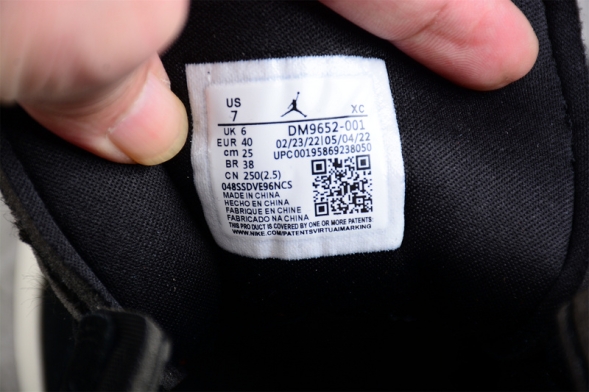 US
7
XC
UK 6
DM9652-001
EUR 40
02/23/22|05/04/22
cm 25
UPC00195869238050
BR 38
CN 250(2.5)
048SSDVE96NCS
MADE IN CHINA
HECHO EN CHINA
FABRIQUE EN CHINE
FABRICADO NA CHINA
THIS PRODUCT IS COVERED BY ONE OR MORE PATENTS:
WWW.NIKE.COM/PATENTSVIRTUALMARKING